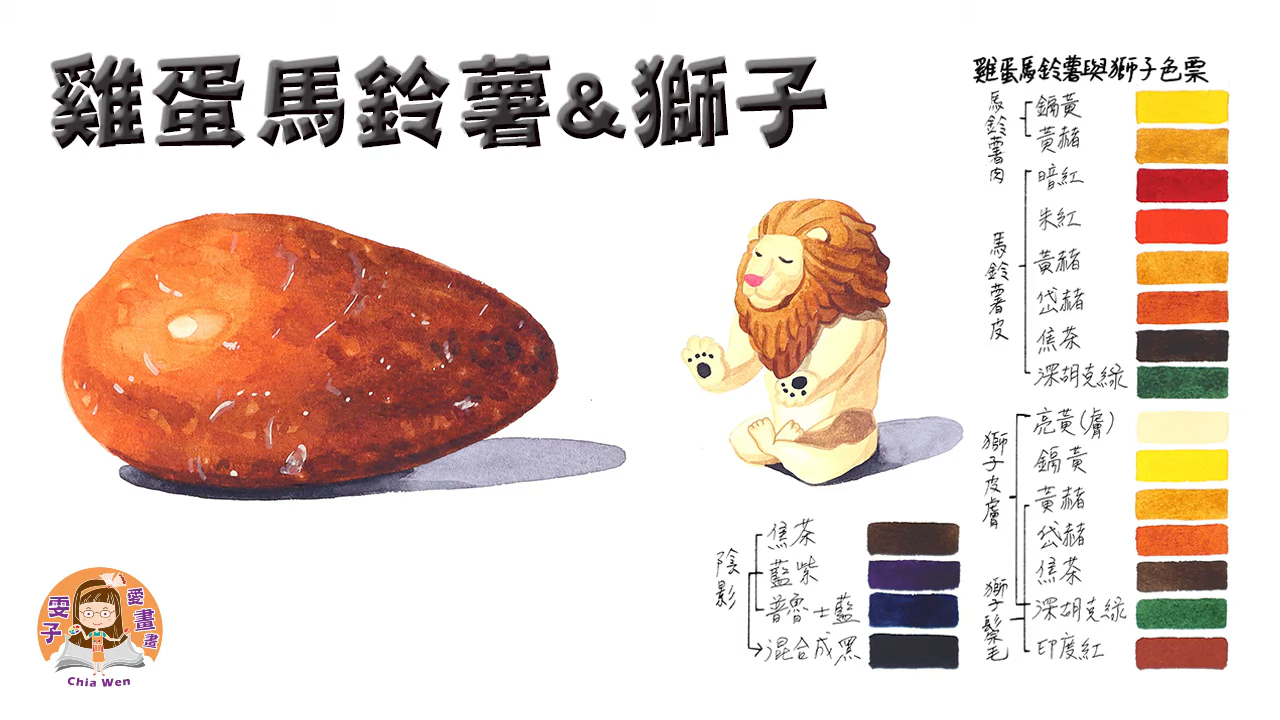 雞蛋馬鈴薯&獅子
雞蛋馬鈴薯與獅子色票
馬鈴薯肉
鎘黃
黃赭
馬鈴薯皮
暗紅
朱紅
黃赭
岱赭
焦茶
深胡克綠
獅子皮膚
亮黃(膚)
鎘黃
黃赭
岱赭
焦茶
獅子鬃毛
深胡克綠
印度紅
陰影
焦茶
藍紫
普魯士藍
混合成黑
雯子
愛畫畫
Chia Wen